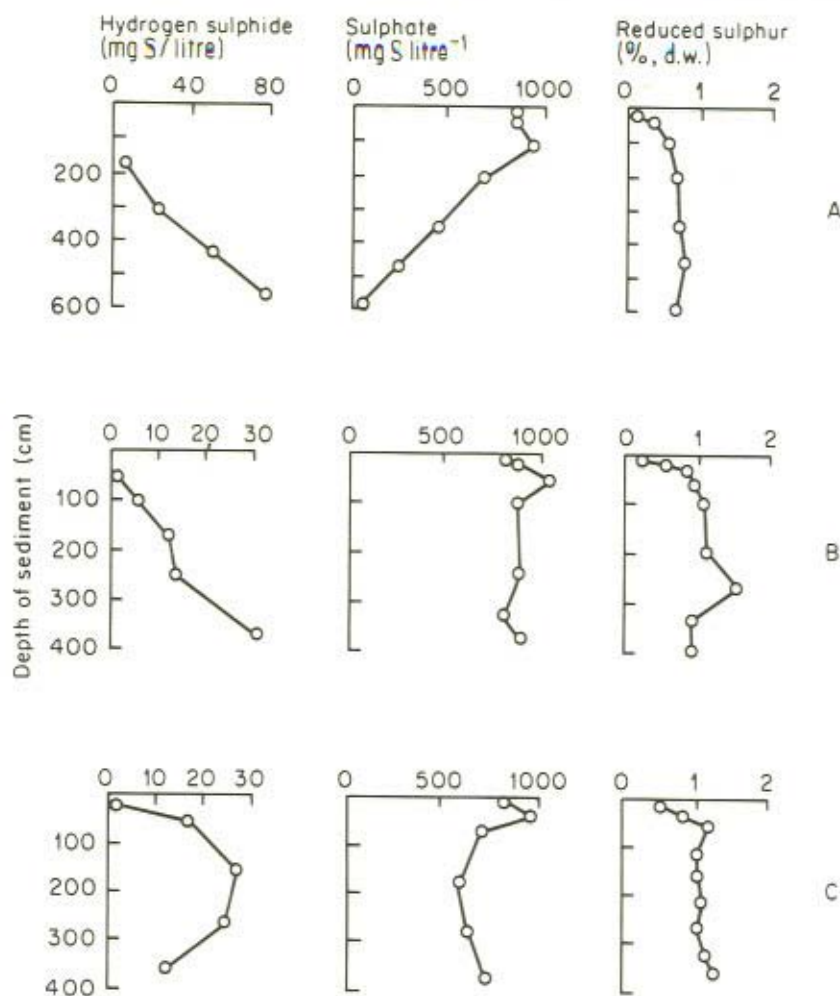 Hydrogen sulphide Sulphate Reduced sulphur
(mg S/litre) (mg S litre⁻¹) (%, d.w.)
0 40 80 0 500 1000 0 1 2
200 A
400
600
Depth of sediment (cm)
0 10 20 30 0 500 1000 0 1 2
100
200 B
300
400
0 10 20 30 0 500 1000 0 1 2
100
200 C
300
400